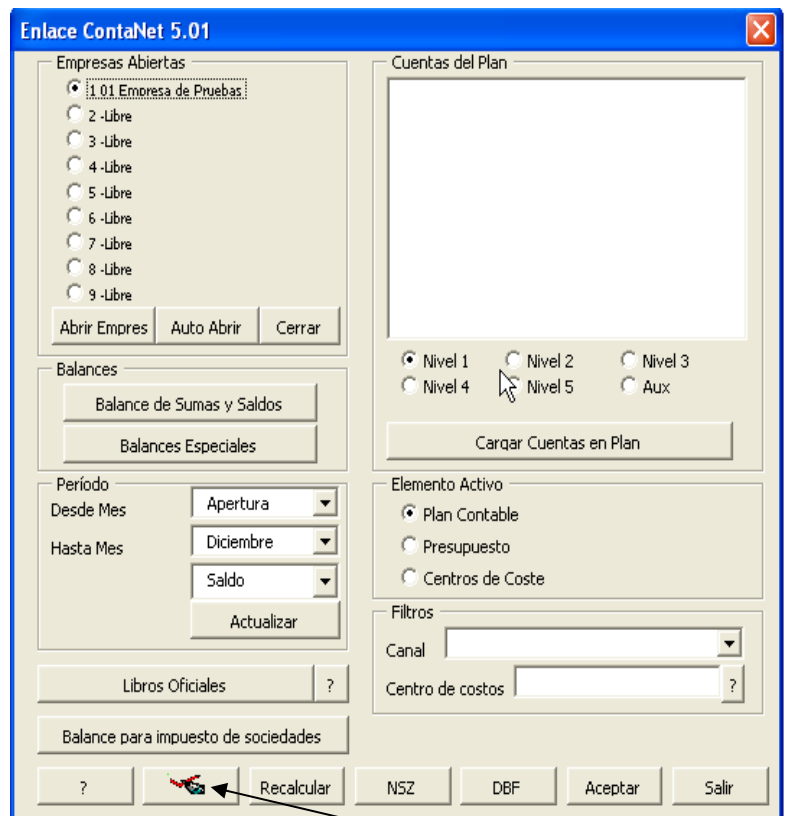 Enlace ContaNet 5.01
Empresas Abiertas
1 01 Empresa de Pruebas
2 -Libre
3 -Libre
4 -Libre
5 -Libre
6 -Libre
7 -Libre
8 -Libre
9 -Libre
Abrir Empres Auto Abrir Cerrar
Balances
Balance de Sumas y Saldos
Balances Especiales
Período
Desde Mes Apertura
Hasta Mes Diciembre
Saldo
Actualizar
Libros Oficiales ?
Balance para impuesto de sociedades
Cuentas del Plan
Nivel 1 Nivel 2 Nivel 3
Nivel 4 Nivel 5 Aux
Cargar Cuentas en Plan
Elemento Activo
Plan Contable
Presupuesto
Centros de Coste
Filtros
Canal
Centro de costos ?
? Recalcular NSZ DBF Aceptar Salir